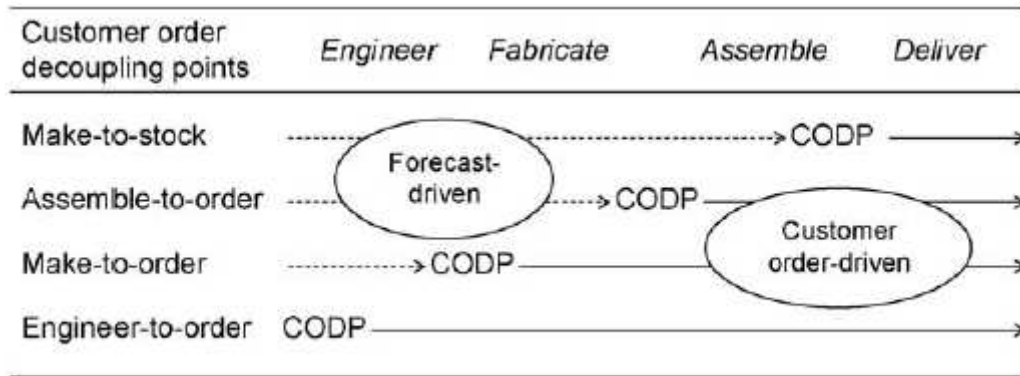 Customer order
decoupling points
Engineer Fabricate Assemble Deliver
Make-to-stock CODP
Forecast-
driven
Assemble-to-order CODP
Customer
order-driven
Make-to-order CODP
Engineer-to-order CODP